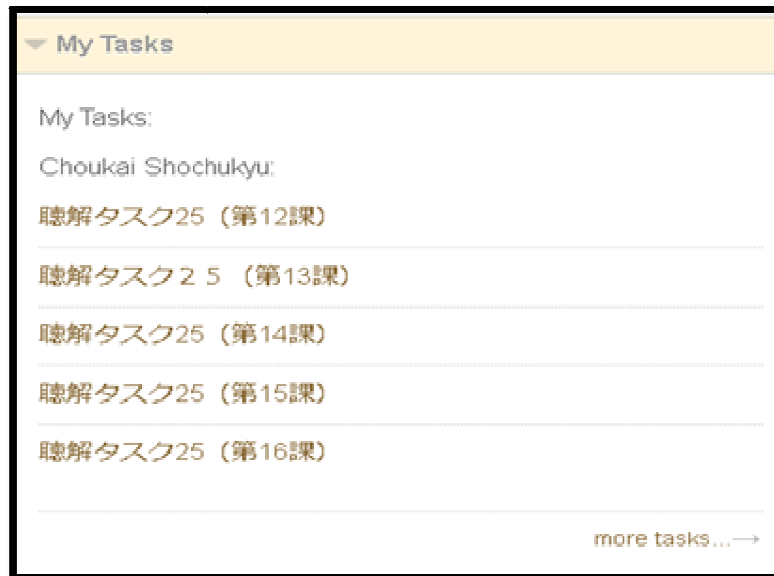 My Tasks
My Tasks:
Choukai Shochukyu:
聴解タスク25（第12課）
聴解タスク２５（第13課）
聴解タスク25（第14課）
聴解タスク25（第15課）
聴解タスク25（第16課）
more tasks...→